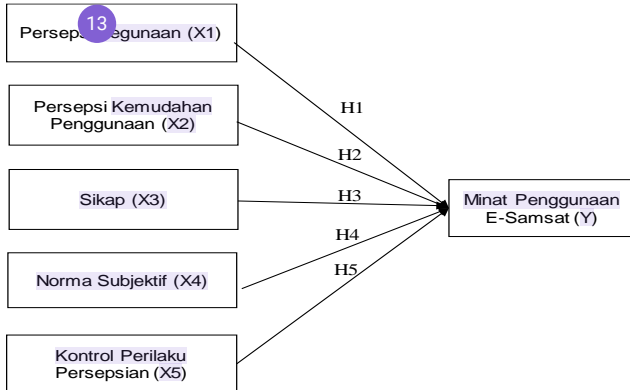 13
Persepsi Kegunaan (X1)
H1
Persepsi Kemudahan
Penggunaan (X2)
H2
Sikap (X3)
H3
Minat Penggunaan
E-Samsat (Y)
H4
Norma Subjektif (X4)
H5
Kontrol Perilaku
Persepsian (X5)